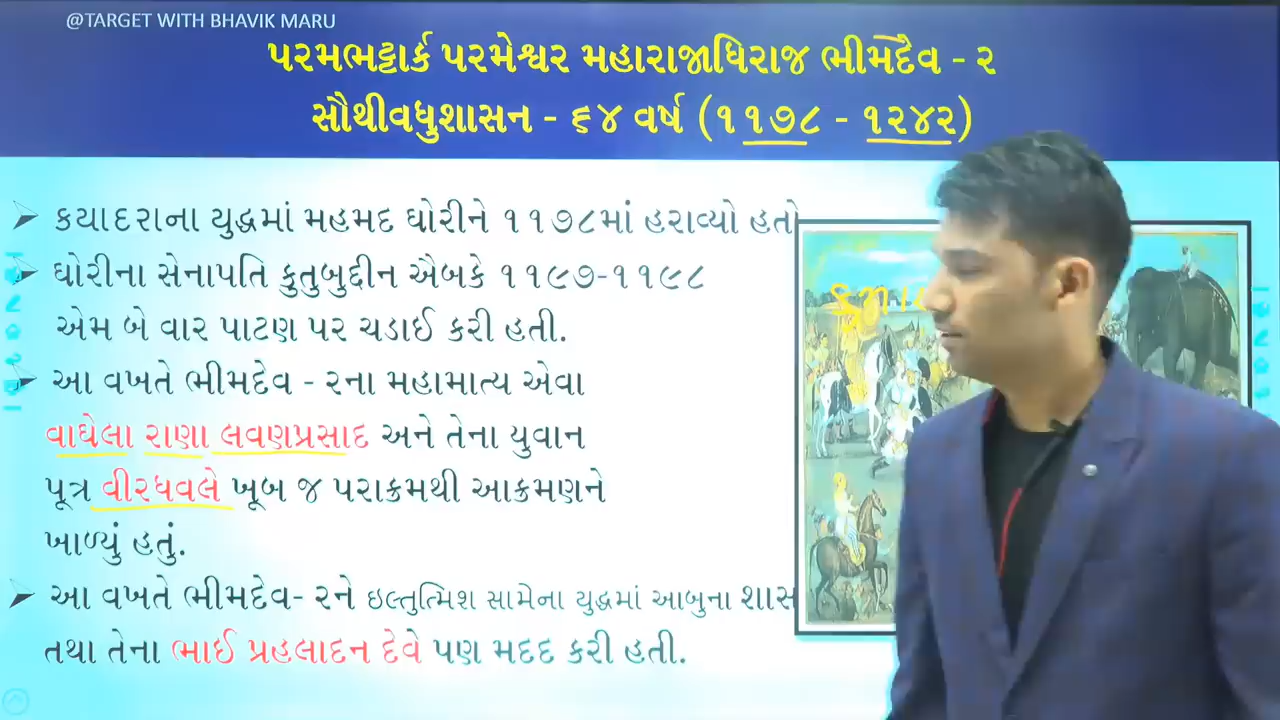 @TARGET WITH BHAVIK MARU
પરમભટ્ટાર્ક પરમેશ્વર મહારાજાધિરાજ ભીમદેવ - ૨
સૌથીવધુશાસન - ૬૪ વર્ષ (૧૧૭૮ - ૧૨૪૨)
કયાદરાના યુદ્ધમાં મહમદ ઘોરીને ૧૧૭૮માં હરાવ્યો હતો
ઘોરીના સેનાપતિ કુતુબુદ્દીન ઐબકે ૧૧૯૭-૧૧૯૮
એમ બે વાર પાટણ પર ચડાઈ કરી હતી.
આ વખતે ભીમદેવ - ૨ના મહામાત્ય એવા
વાઘેલા રાણા લવણપ્રસાદ અને તેના યુવાન
પૂત્ર વીરધવલે ખૂબ જ પરાક્રમથી આક્રમણને
ખાળ્યું હતું.
આ વખતે ભીમદેવ- ૨ને ઇલ્તુત્મિશ સામેના યુદ્ધમાં આબુના શાસ
તથા તેના ભાઈ પ્રહલાદન દેવે પણ મદદ કરી હતી.